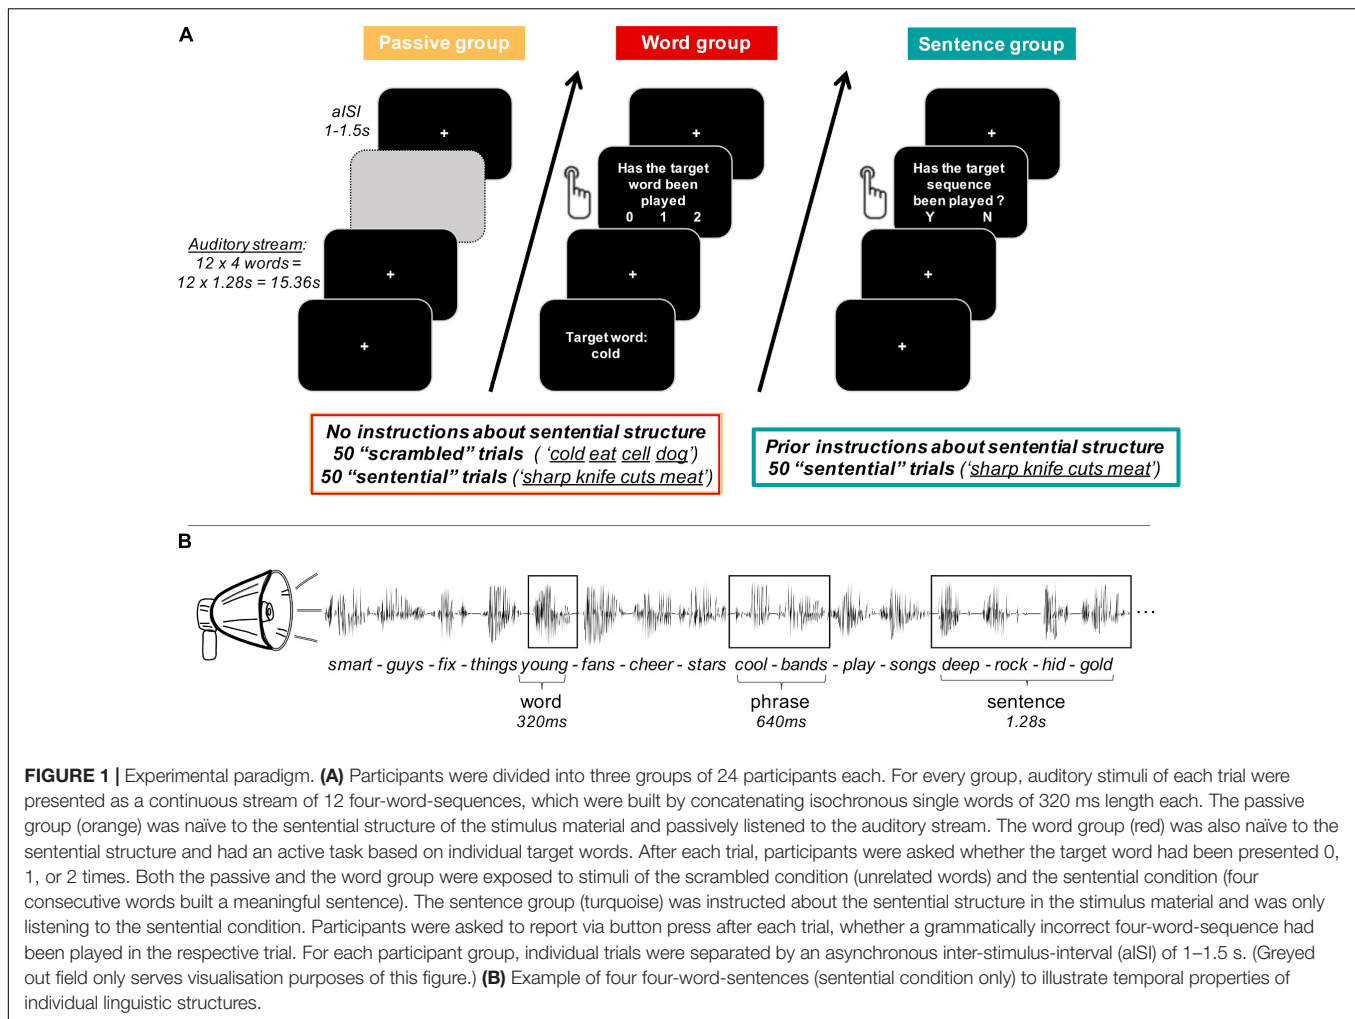 A
Passive group
Word group
Sentence group
aISI
1-1.5s
Auditory stream:
12 x 4 words =
12 x 1.28s = 15.36s
+
+
+
Has the target
word been
played
0 1 2
+
+
Target word:
cold
Has the target
sequence
been played ?
Y N
+
+
+
No instructions about sentential structure
50 “scrambled” trials ( ‘cold eat cell dog’)
50 “sentential” trials (‘sharp knife cuts meat’)
Prior instructions about sentential structure
50 “sentential” trials (‘sharp knife cuts meat’)
B
...
smart - guys - fix - things young - fans - cheer - stars cool - bands - play - songs deep - rock - hid - gold
word
320ms
phrase
640ms
sentence
1.28s
FIGURE 1 | Experimental paradigm. (A) Participants were divided into three groups of 24 participants each. For every group, auditory stimuli of each trial were
presented as a continuous stream of 12 four-word-sequences, which were built by concatenating isochronous single words of 320 ms length each. The passive
group (orange) was naïve to the sentential structure of the stimulus material and passively listened to the auditory stream. The word group (red) was also naïve to the
sentential structure and had an active task based on individual target words. After each trial, participants were asked whether the target word had been presented 0,
1, or 2 times. Both the passive and the word group were exposed to stimuli of the scrambled condition (unrelated words) and the sentential condition (four
consecutive words built a meaningful sentence). The sentence group (turquoise) was instructed about the sentential structure in the stimulus material and was only
listening to the sentential condition. Participants were asked to report via button press after each trial, whether a grammatically incorrect four-word-sequence had
been played in the respective trial. For each participant group, individual trials were separated by an asynchronous inter-stimulus-interval (aISI) of 1–1.5 s. (Greyed
out field only serves visualisation purposes of this figure.) (B) Example of four four-word-sentences (sentential condition only) to illustrate temporal properties of
individual linguistic structures.